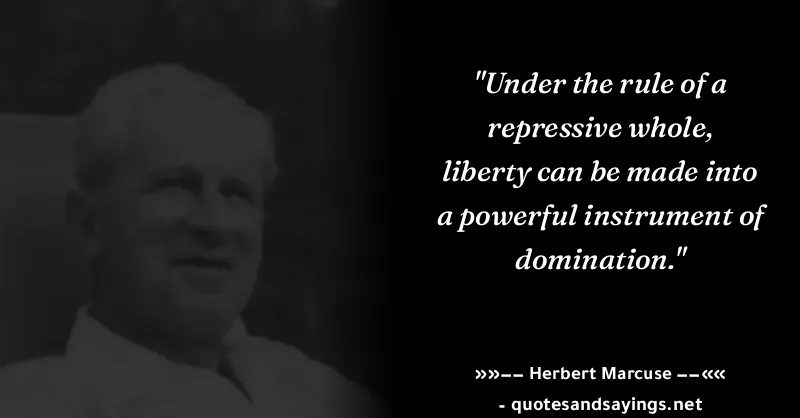 "Under the rule of a
repressive whole,
liberty can be made into
a powerful instrument of
domination."
»»–– Herbert Marcuse ––««
- quotesandsayings.net